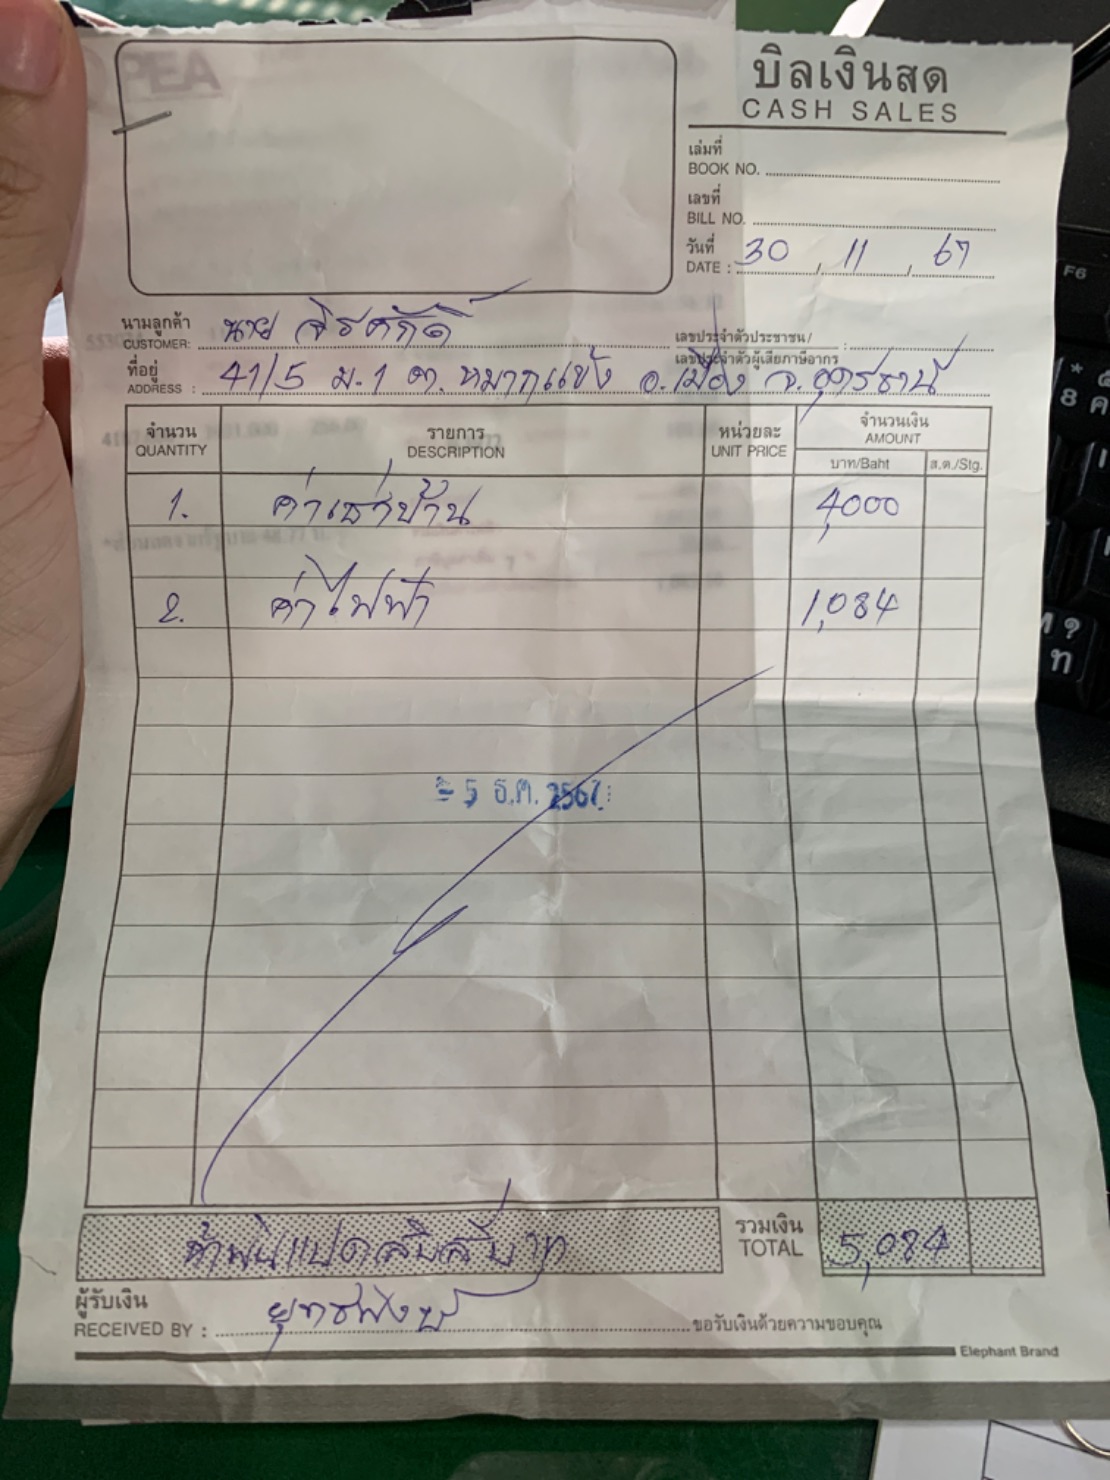 PEA
บิลเงินสด
CASH SALES
เล่มที่
BOOK NO.
เลขที่
BILL NO.
วันที่
DATE : 30 / 11 / 67
นามลูกค้า
CUSTOMER: นาย จิรศักดิ์
เลขประจำตัวประชาชน/
เลขประจำตัวผู้เสียภาษีอากร :
ที่อยู่
ADDRESS : 41/5 ม.1 ต.หมากแข้ง อ.เมือง จ.อุดรธานี
จำนวน รายการ หน่วยละ จำนวนเงิน
QUANTITY DESCRIPTION UNIT PRICE AMOUNT
บาท/Baht ส.ต./Stg.
1. ค่าเช่าบ้าน 4,000
2. ค่าไฟฟ้า 1,084
- 5 ธ.ค. 2567
ห้าพันแปดสิบสี่บาท
รวมเงิน
TOTAL 5,084
ผู้รับเงิน
RECEIVED BY : ขอรับเงินด้วยความขอบคุณ
Elephant Brand
F6